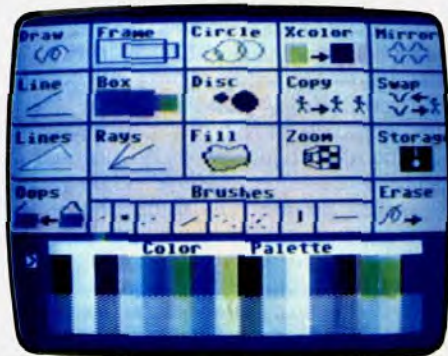 Draw Frame Circle Xcolor Mirror
Line Box Disc Copy Swap
Lines Rays Fill Zoom Storage
Oops Brushes Erase
Color Palette